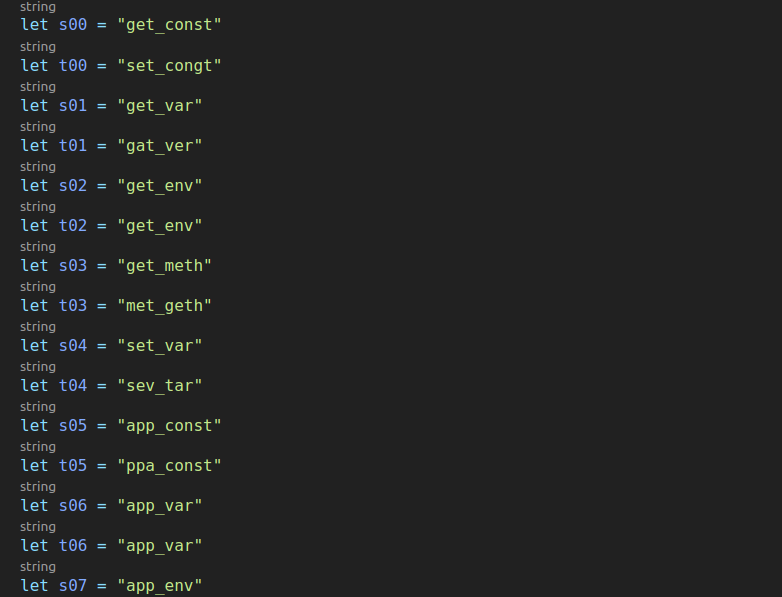 string
let s00 = "get_const"
string
let t00 = "set_congt"
string
let s01 = "get_var"
string
let t01 = "gat_ver"
string
let s02 = "get_env"
string
let t02 = "get_env"
string
let s03 = "get_meth"
string
let t03 = "met_geth"
string
let s04 = "set_var"
string
let t04 = "sev_tar"
string
let s05 = "app_const"
string
let t05 = "ppa_const"
string
let s06 = "app_var"
string
let t06 = "app_var"
string
let s07 = "app_env"